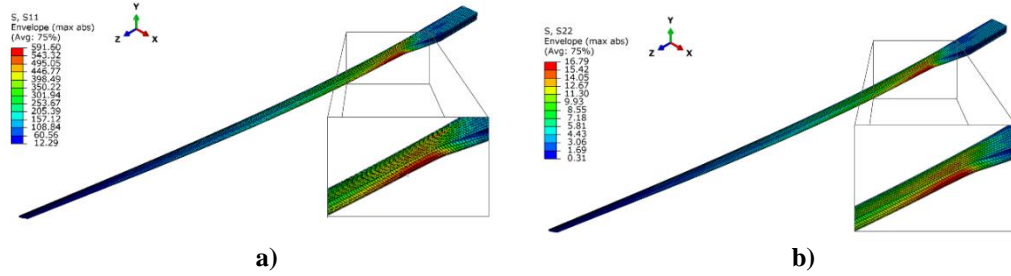 S, S11
Envelope (max abs)
(Avg: 75%)
591.60
543.32
495.05
446.77
398.49
350.22
301.94
253.67
205.39
157.12
108.84
60.56
12.29
Y
Z
X
a)
S, S22
Envelope (max abs)
(Avg: 75%)
16.79
15.42
14.05
12.67
11.30
9.93
8.55
7.18
5.81
4.43
3.06
1.69
0.31
Y
Z
X
b)